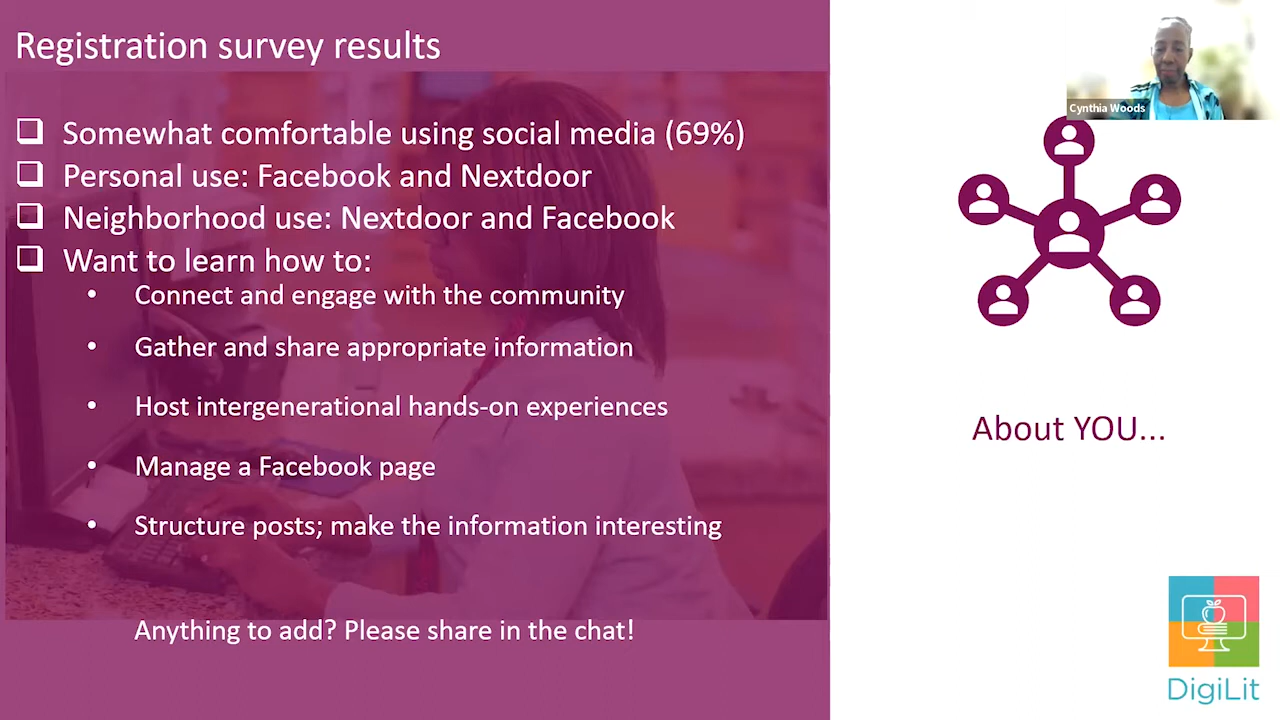 Registration survey results
Somewhat comfortable using social media (69%)
Personal use: Facebook and Nextdoor
Neighborhood use: Nextdoor and Facebook
Want to learn how to:
• Connect and engage with the community
• Gather and share appropriate information
• Host intergenerational hands-on experiences
• Manage a Facebook page
• Structure posts; make the information interesting
Anything to add? Please share in the chat!
Cynthia Woods
About YOU...
DigiLit